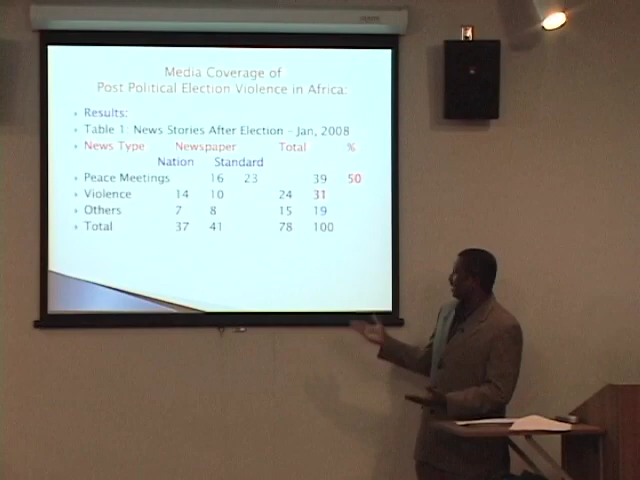 Media Coverage of
Post Political Election Violence in Africa:
Results:
Table 1: News Stories After Election – Jan, 2008
News Type Newspaper Total %
Nation Standard
Peace Meetings 16 23 39 50
Violence 14 10 24 31
Others 7 8 15 19
Total 37 41 78 100